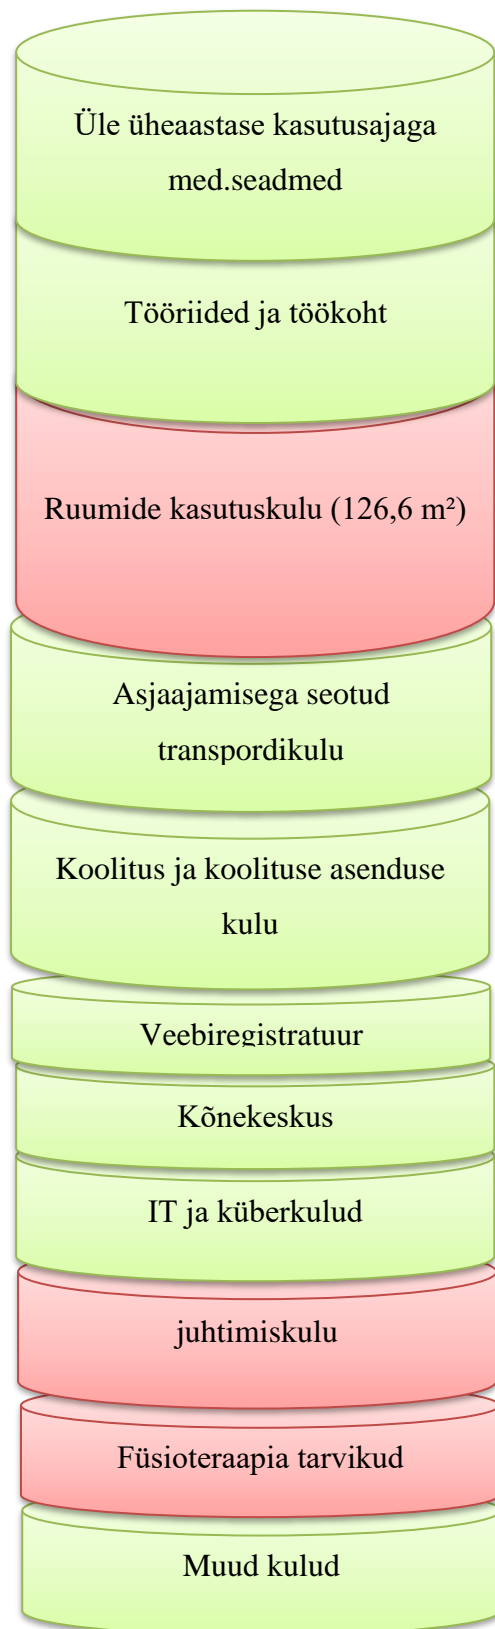 Üle üheaastase kasutusajaga
med.seadmed
Tööriided ja töökoht
Ruumide kasutuskulu (126,6 m²)
Asjaajamisega seotud
transpordikulu
Koolitus ja koolituse asenduse
kulu
Veebiregistratuur
Kõnekeskus
IT ja küberkulud
juhtimiskulu
Füsioteraapia tarvikud
Muud kulud